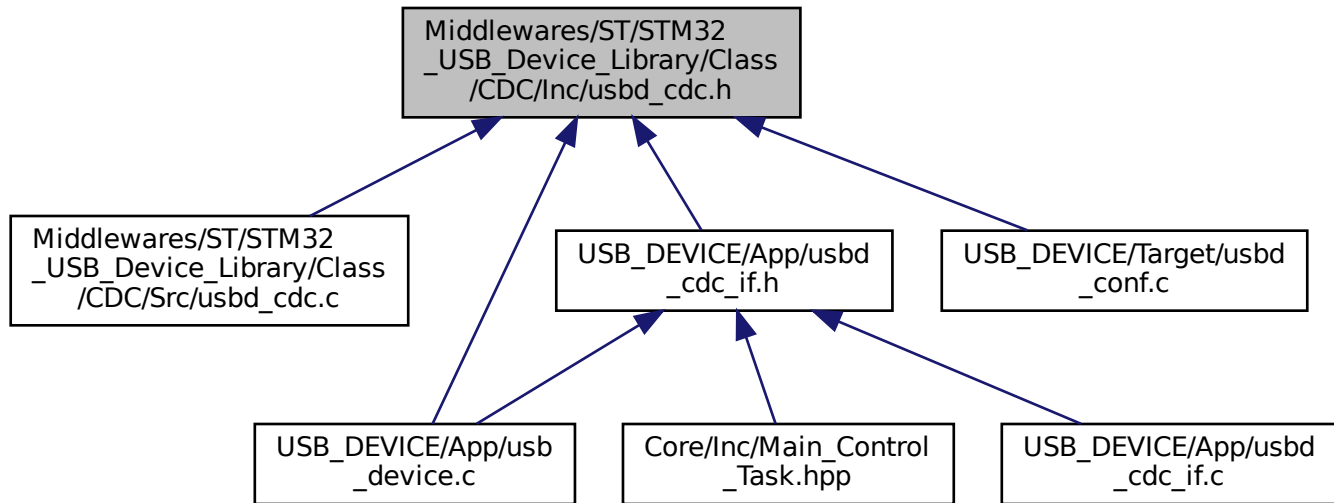 Middlewares/ST/STM32
_USB_Device_Library/Class
/CDC/Inc/usbd_cdc.h
Middlewares/ST/STM32
_USB_Device_Library/Class
/CDC/Src/usbd_cdc.c
USB_DEVICE/App/usbd
_cdc_if.h
USB_DEVICE/Target/usbd
_conf.c
USB_DEVICE/App/usb
_device.c
Core/Inc/Main_Control
_Task.hpp
USB_DEVICE/App/usbd
_cdc_if.c